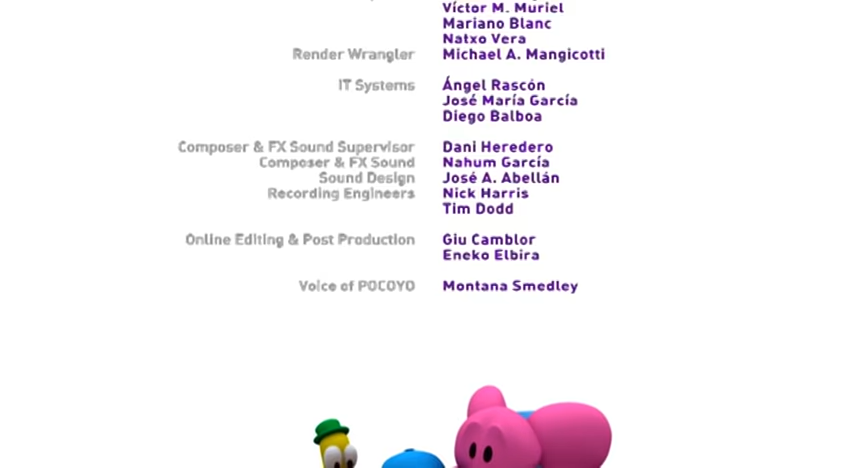 Víctor M. Muriel
Mariano Blanc
Natxo Vera
Render Wrangler Michael A. Mangicotti
IT Systems Ángel Rascón
José María García
Diego Balboa
Composer & FX Sound Supervisor Dani Heredero
Composer & FX Sound Nahum García
Sound Design José A. Abellán
Recording Engineers Nick Harris
Tim Dodd
Online Editing & Post Production Giu Camblor
Eneko Elbira
Voice of POCOYO Montana Smedley